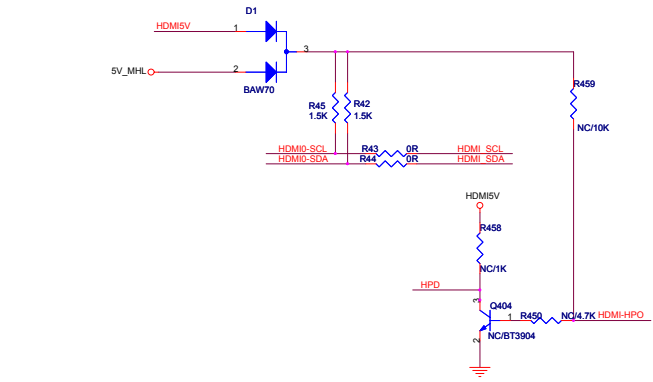 D1
HDMI5V
1
3
5V_MHL
2
BAW70
R459
R45
R42
1.5K
1.5K
NC/10K
HDMI0-SCL
R43
0R
HDMI_SCL
HDMI0-SDA
R44
0R
HDMI_SDA
HDMI5V
R458
NC/1K
HPD
3
Q404
1
R450
NC/4.7K
HDMI-HPO
NC/BT3904
2